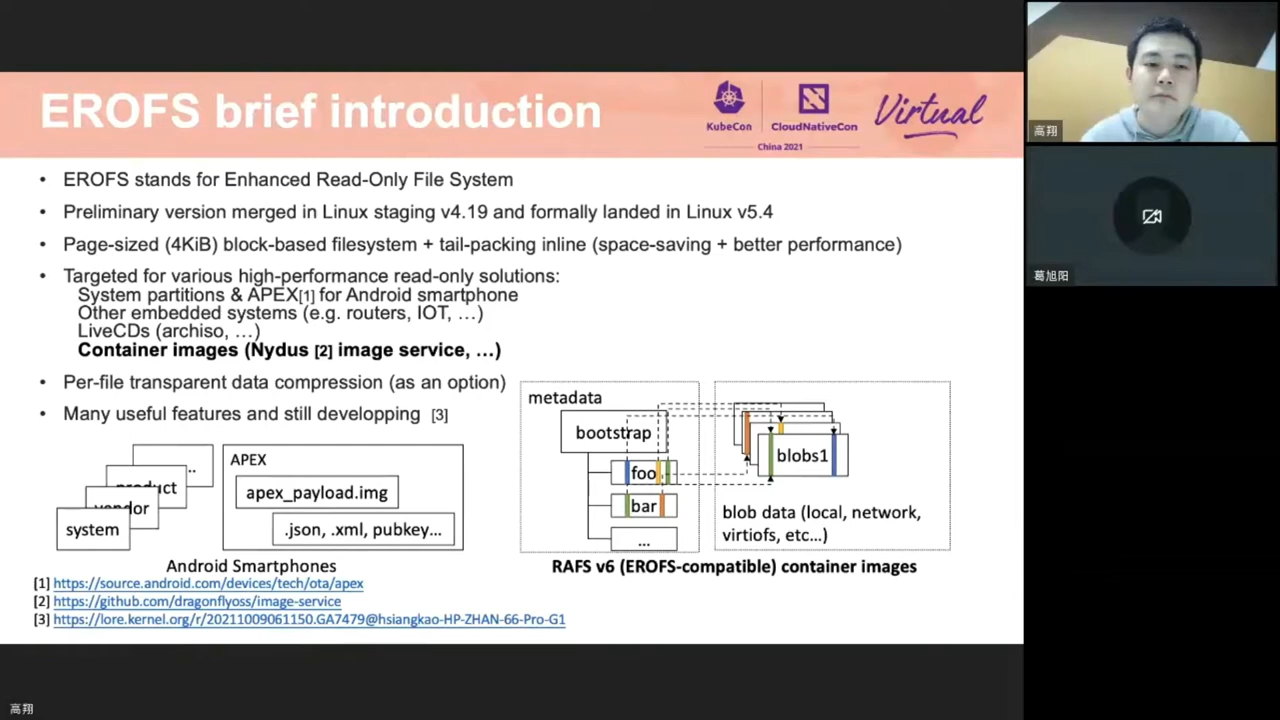 EROFS brief introduction
KubeCon
CloudNativeCon
Virtual
China 2021
• EROFS stands for Enhanced Read-Only File System
• Preliminary version merged in Linux staging v4.19 and formally landed in Linux v5.4
• Page-sized (4KiB) block-based filesystem + tail-packing inline (space-saving + better performance)
• Targeted for various high-performance read-only solutions:
System partitions & APEX[1] for Android smartphone
Other embedded systems (e.g. routers, IOT, …)
LiveCDs (archiso, …)
Container images (Nydus [2] image service, …)
• Per-file transparent data compression (as an option)
• Many useful features and still developping [3]
..
product
vendor
system
APEX
apex_payload.img
.json, .xml, pubkey…
Android Smartphones
metadata
bootstrap
foo
bar
…
blobs1
blob data (local, network,
virtiofs, etc…)
RAFS v6 (EROFS-compatible) container images
[1] https://source.android.com/devices/tech/ota/apex
[2] https://github.com/dragonflyoss/image-service
[3] https://lore.kernel.org/r/20211009061150.GA7479@hsiangkao-HP-ZHAN-66-Pro-G1
高翔
葛旭阳
高翔